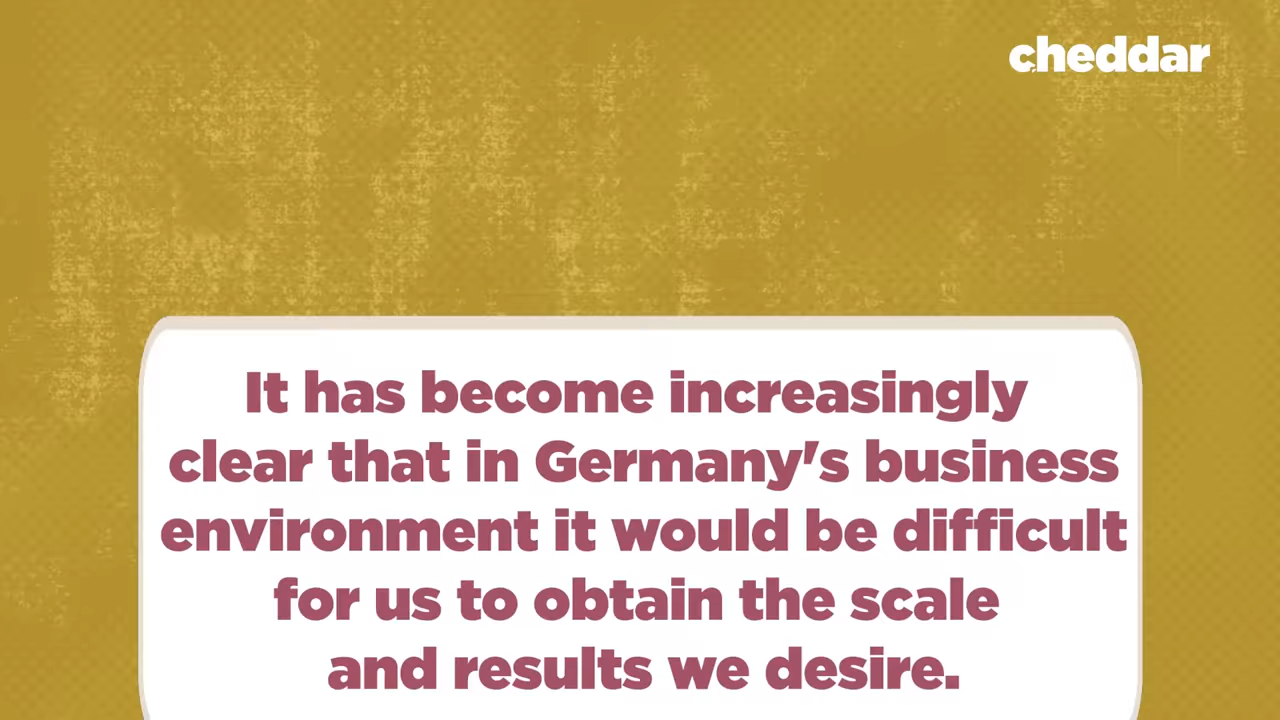 cheddar
It has become increasingly
clear that in Germany's business
environment it would be difficult
for us to obtain the scale
and results we desire.